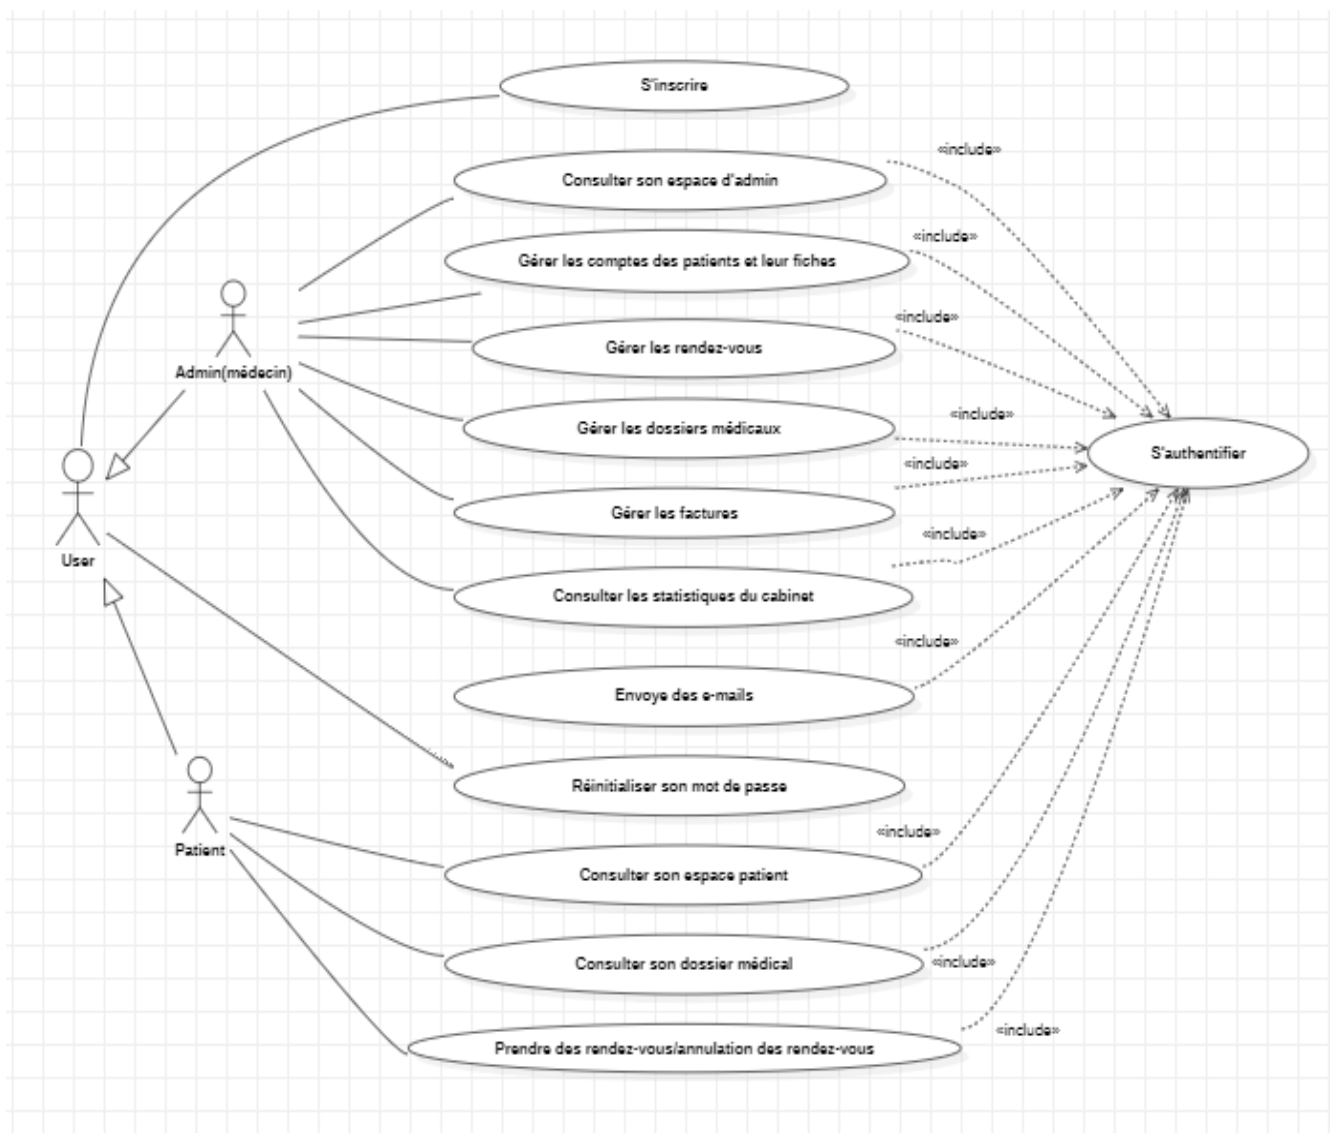 S'inscrire
«include»
Consulter son espace d'admin
«include»
Gérer les comptes des patients et leur fiches
«include»
Gérer les rendez-vous
Admin(médecin)
«include»
Gérer les dossiers médicaux
S'authentifier
«include»
Gérer les factures
«include»
User
Consulter les statistiques du cabinet
«include»
Envoye des e-mails
Réinitialiser son mot de passe
«include»
Patient
Consulter son espace patient
Consulter son dossier médical
«include»
«include»
Prendre des rendez-vous/annulation des rendez-vous